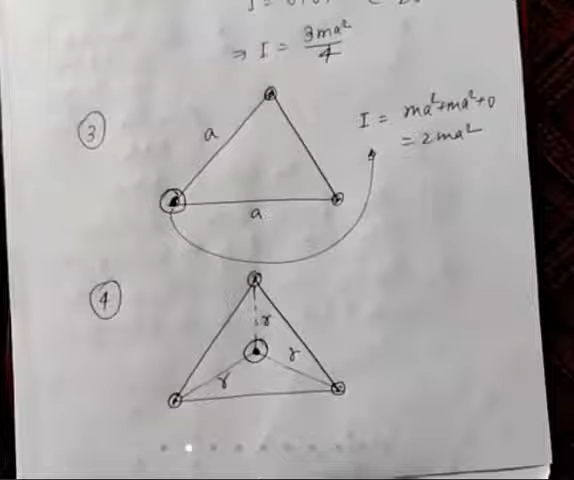 ⇒ I = 3ma²/4
③
a
I = ma²+ma²+0
= 2ma²
a
④
r
r
r